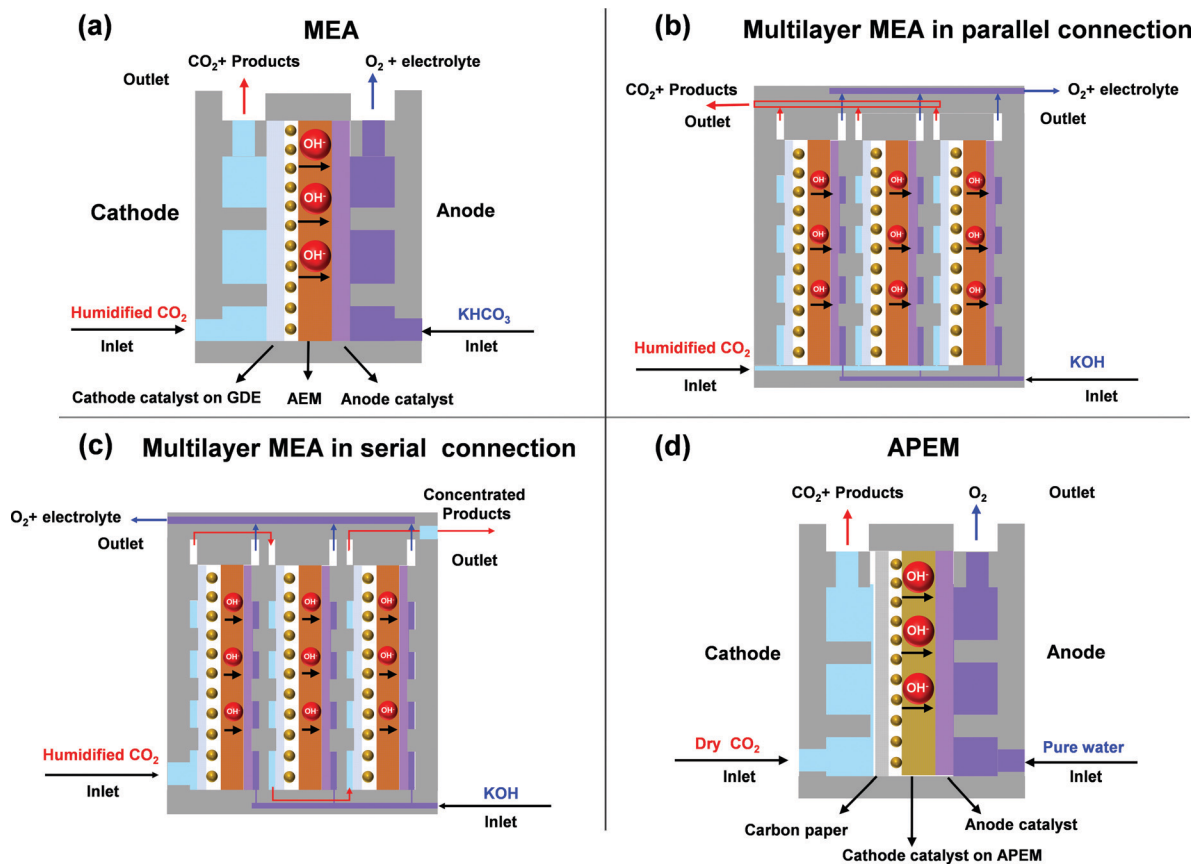 (a)
MEA
CO₂+ Products
O₂ + electrolyte
Outlet
OH-
OH-
OH-
Cathode
Anode
Humidified CO₂
KHCO₃
Inlet
Inlet
Cathode catalyst on GDE
AEM
Anode catalyst
(b)
Multilayer MEA in parallel connection
CO₂+ Products
O₂+ electrolyte
Outlet
Outlet
OH-
OH-
OH-
OH-
OH-
OH-
OH-
OH-
OH-
Humidified CO₂
KOH
Inlet
Inlet
(c)
Multilayer MEA in serial connection
Concentrated
Products
O₂+ electrolyte
Outlet
Outlet
OH-
OH-
OH-
OH-
OH-
OH-
OH-
OH-
OH-
Humidified CO₂
Inlet
KOH
Inlet
(d)
APEM
CO₂+ Products
O₂
Outlet
OH-
OH-
OH-
Cathode
Anode
Dry CO₂
Pure water
Inlet
Inlet
Carbon paper
Anode catalyst
Cathode catalyst on APEM